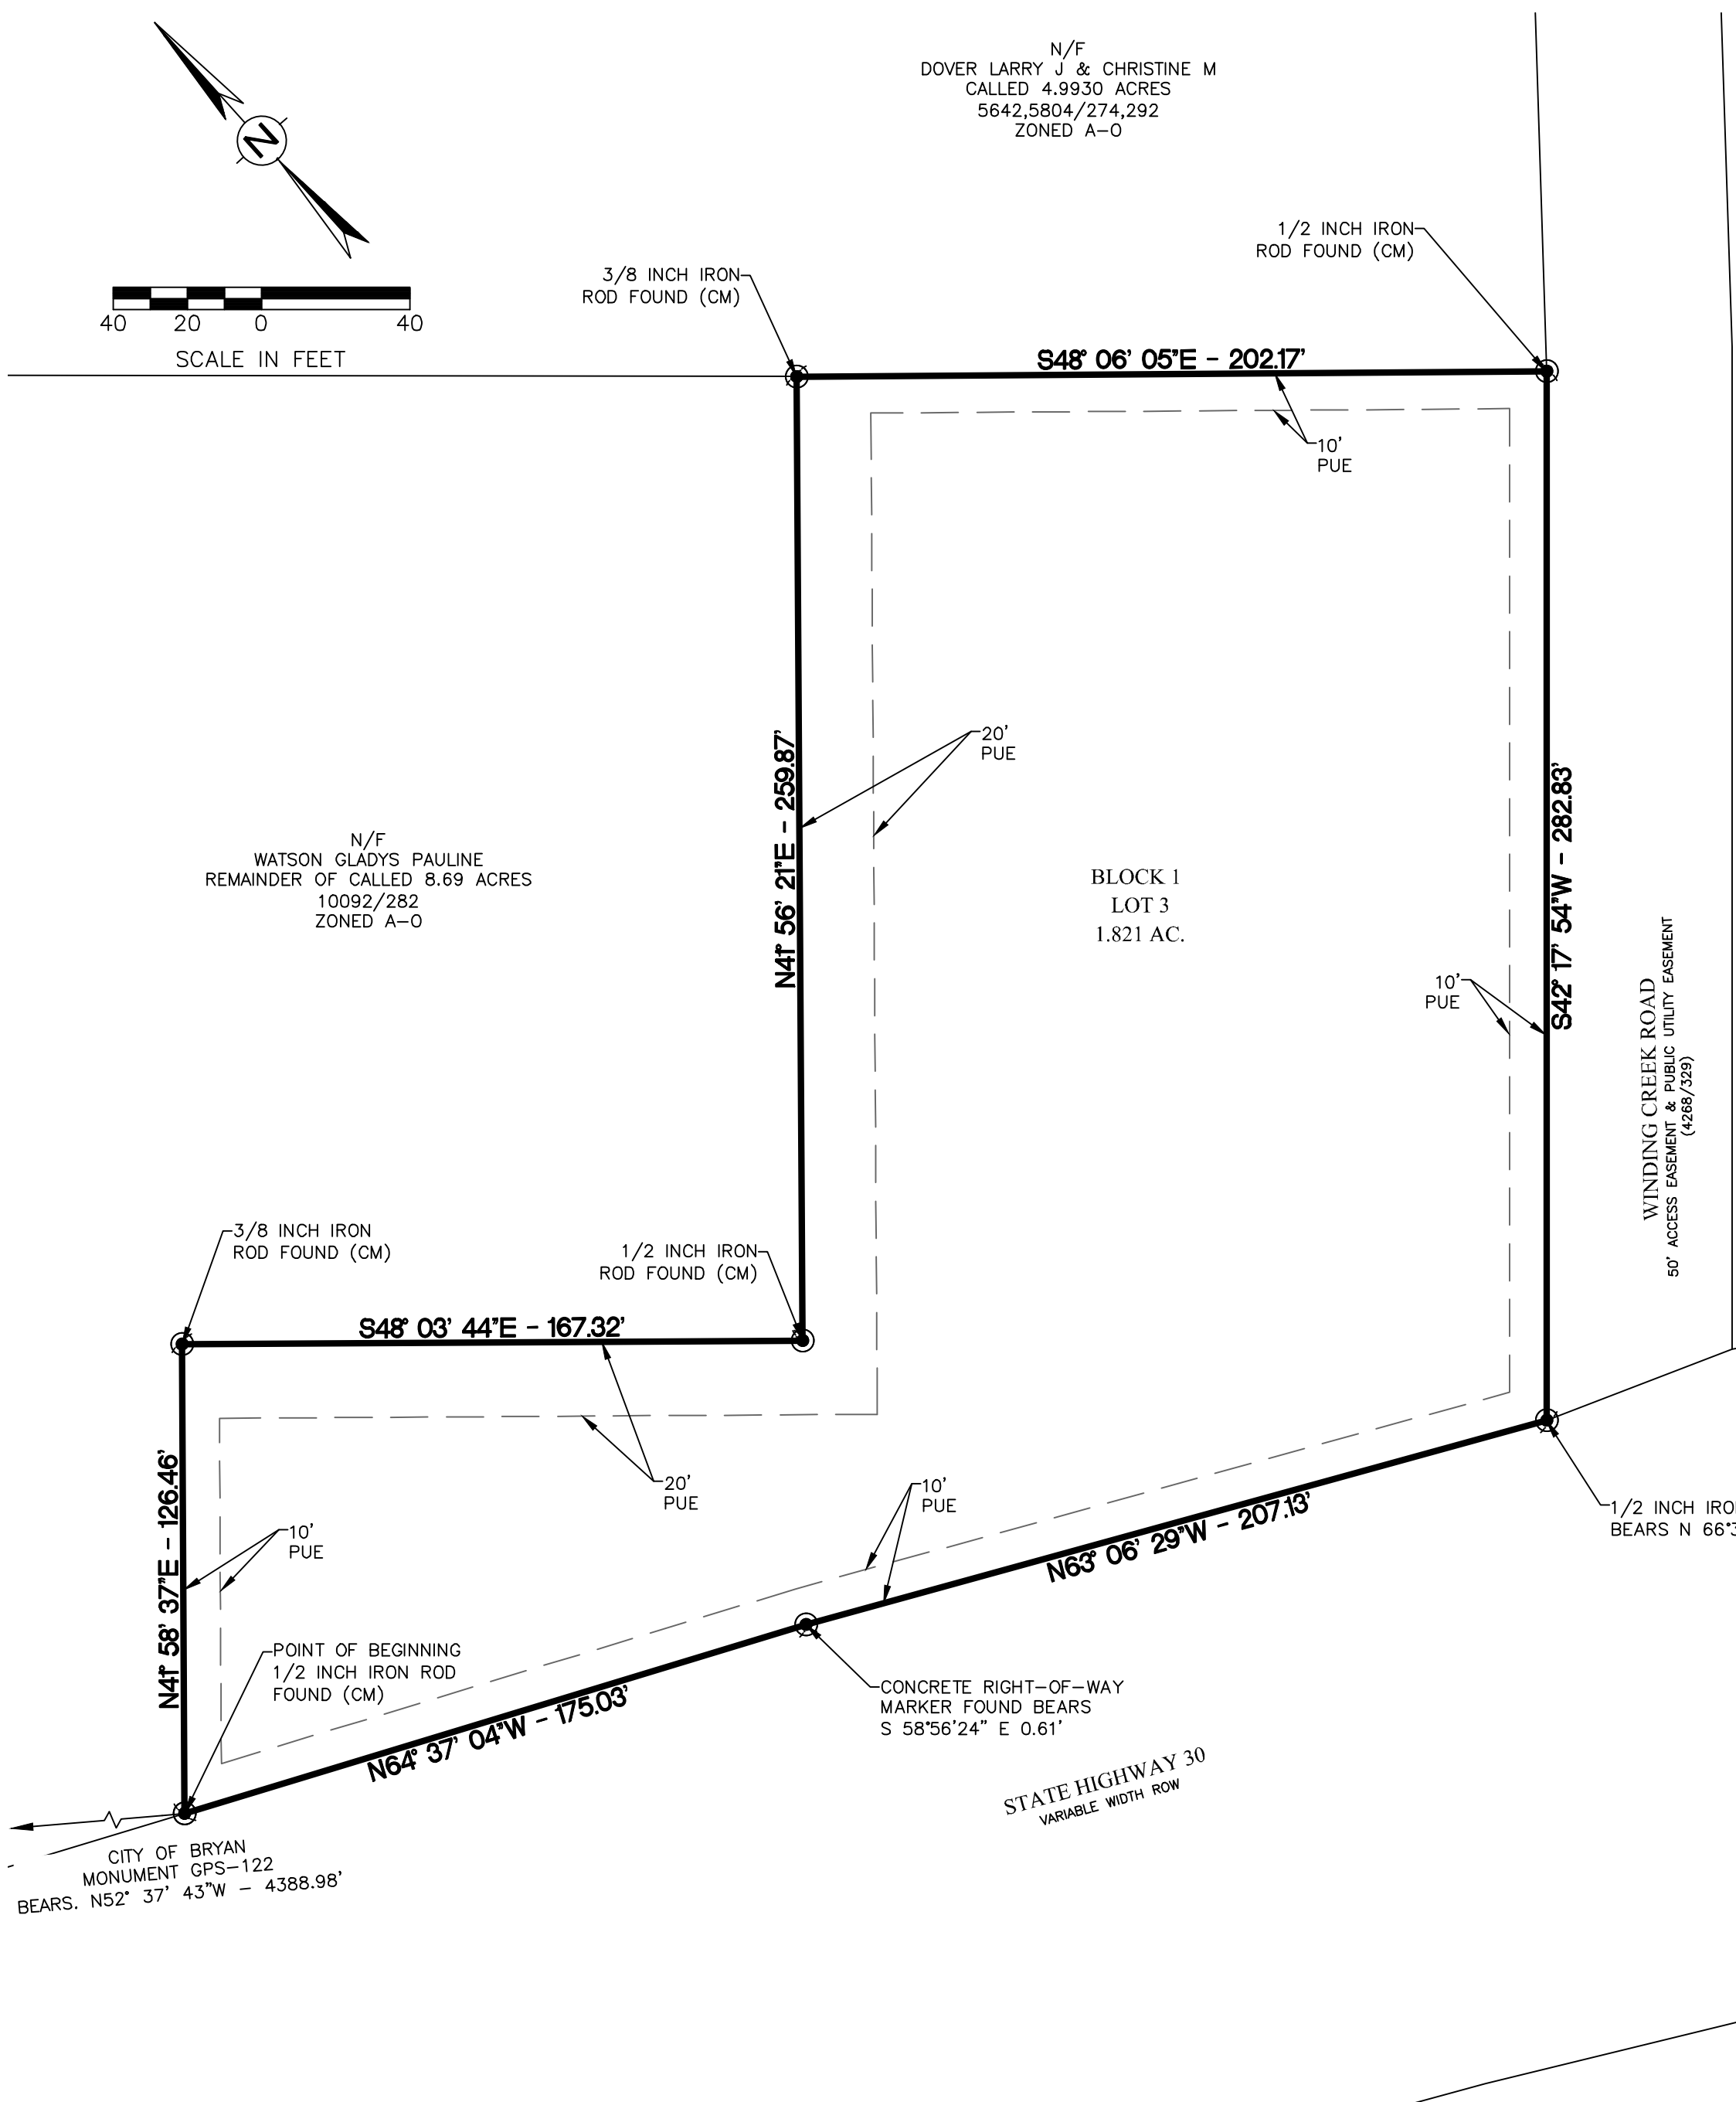 N/F
DOVER LARRY J & CHRISTINE M
CALLED 4.9930 ACRES
5642,5804/274,292
ZONED A-O
N
40 20 0 40
SCALE IN FEET
1/2 INCH IRON
ROD FOUND (CM)
3/8 INCH IRON
ROD FOUND (CM)
S48° 06' 05"E - 202.17'
10'
PUE
N41° 56' 21"E - 259.87'
20'
PUE
N/F
WATSON GLADYS PAULINE
REMAINDER OF CALLED 8.69 ACRES
10092/282
ZONED A-O
BLOCK 1
LOT 3
1.821 AC.
S42° 17' 54"W - 282.83'
10'
PUE
WINDING CREEK ROAD
50' ACCESS EASEMENT & PUBLIC UTILITY EASEMENT
(4268/329)
3/8 INCH IRON
ROD FOUND (CM)
1/2 INCH IRON
ROD FOUND (CM)
S48° 03' 44"E - 167.32'
20'
PUE
10'
PUE
N41° 58' 37"E - 126.46'
10'
PUE
1/2 INCH IRO
BEARS N 66°3
N63° 06' 29"W - 207.13'
POINT OF BEGINNING
1/2 INCH IRON ROD
FOUND (CM)
N64° 37' 04"W - 175.03'
CONCRETE RIGHT-OF-WAY
MARKER FOUND BEARS
S 58°56'24" E 0.61'
STATE HIGHWAY 30
VARIABLE WIDTH ROW
CITY OF BRYAN
MONUMENT GPS-122
BEARS. N52° 37' 43"W - 4388.98'